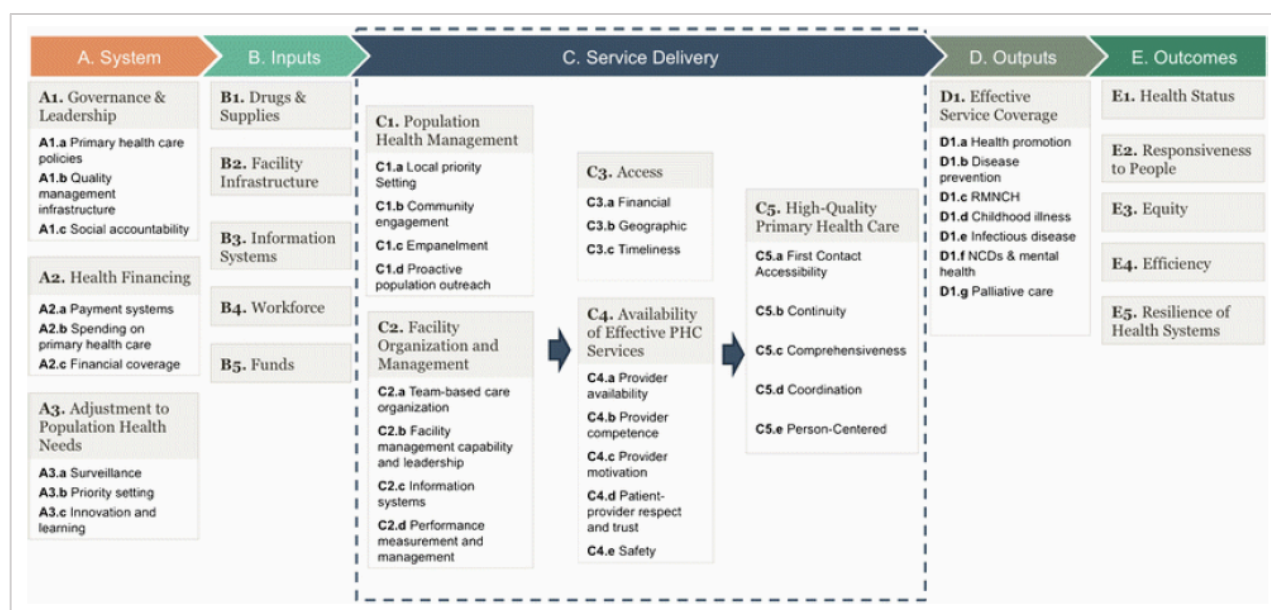 A. System
B. Inputs
C. Service Delivery
D. Outputs
E. Outcomes
A1. Governance &
Leadership
A1.a Primary health care
policies
A1.b Quality
management
infrastructure
A1.c Social accountability
A2. Health Financing
A2.a Payment systems
A2.b Spending on
primary health care
A2.c Financial coverage
A3. Adjustment to
Population Health
Needs
A3.a Surveillance
A3.b Priority setting
A3.c Innovation and
learning
B1. Drugs &
Supplies
B2. Facility
Infrastructure
B3. Information
Systems
B4. Workforce
B5. Funds
C1. Population
Health Management
C1.a Local priority
Setting
C1.b Community
engagement
C1.c Empanelment
C1.d Proactive
population outreach
C2. Facility
Organization and
Management
C2.a Team-based care
organization
C2.b Facility
management capability
and leadership
C2.c Information
systems
C2.d Performance
measurement and
management
C3. Access
C3.a Financial
C3.b Geographic
C3.c Timeliness
C4. Availability
of Effective PHC
Services
C4.a Provider
availability
C4.b Provider
competence
C4.c Provider
motivation
C4.d Patient-
provider respect
and trust
C4.e Safety
C5. High-Quality
Primary Health Care
C5.a First Contact
Accessibility
C5.b Continuity
C5.c Comprehensiveness
C5.d Coordination
C5.e Person-Centered
D1. Effective
Service Coverage
D1.a Health promotion
D1.b Disease
prevention
D1.c RMNCH
D1.d Childhood illness
D1.e Infectious disease
D1.f NCDs & mental
health
D1.g Palliative care
E1. Health Status
E2. Responsiveness
to People
E3. Equity
E4. Efficiency
E5. Resilience of
Health Systems